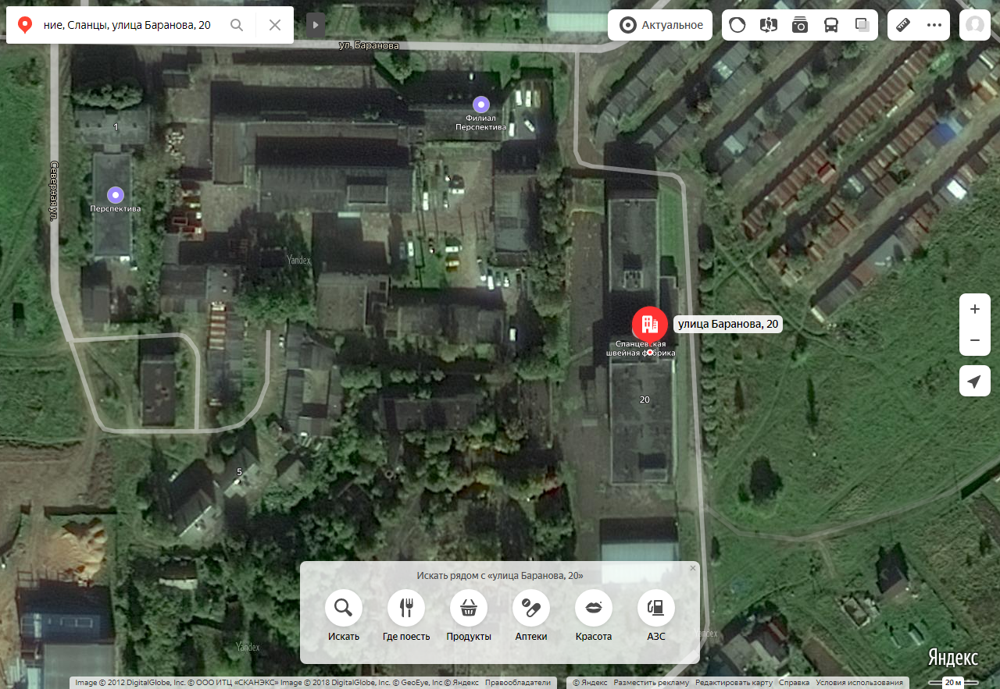 ние, Сланцы, улица Баранова, 20
Актуальное
ул. Баранова
Филиал
Перспектива
1
Северная ул.
Перспектива
Yandex
улица Баранова, 20
Сланцевская
швейная фабрика
20
5
Искать рядом с «улица Баранова, 20»
Искать
Где поесть
Продукты
Аптеки
Красота
АЗС
Yandex
Yandex
Яндекс
Image © 2012 DigitalGlobe, Inc. © ООО ИТЦ «СКАНЭКС» Image © 2018 DigitalGlobe, Inc. © GeoEye, Inc © Яндекс Правообладатели
© Яндекс Разместить рекламу Редактировать карту Справка Условия использования
20 м